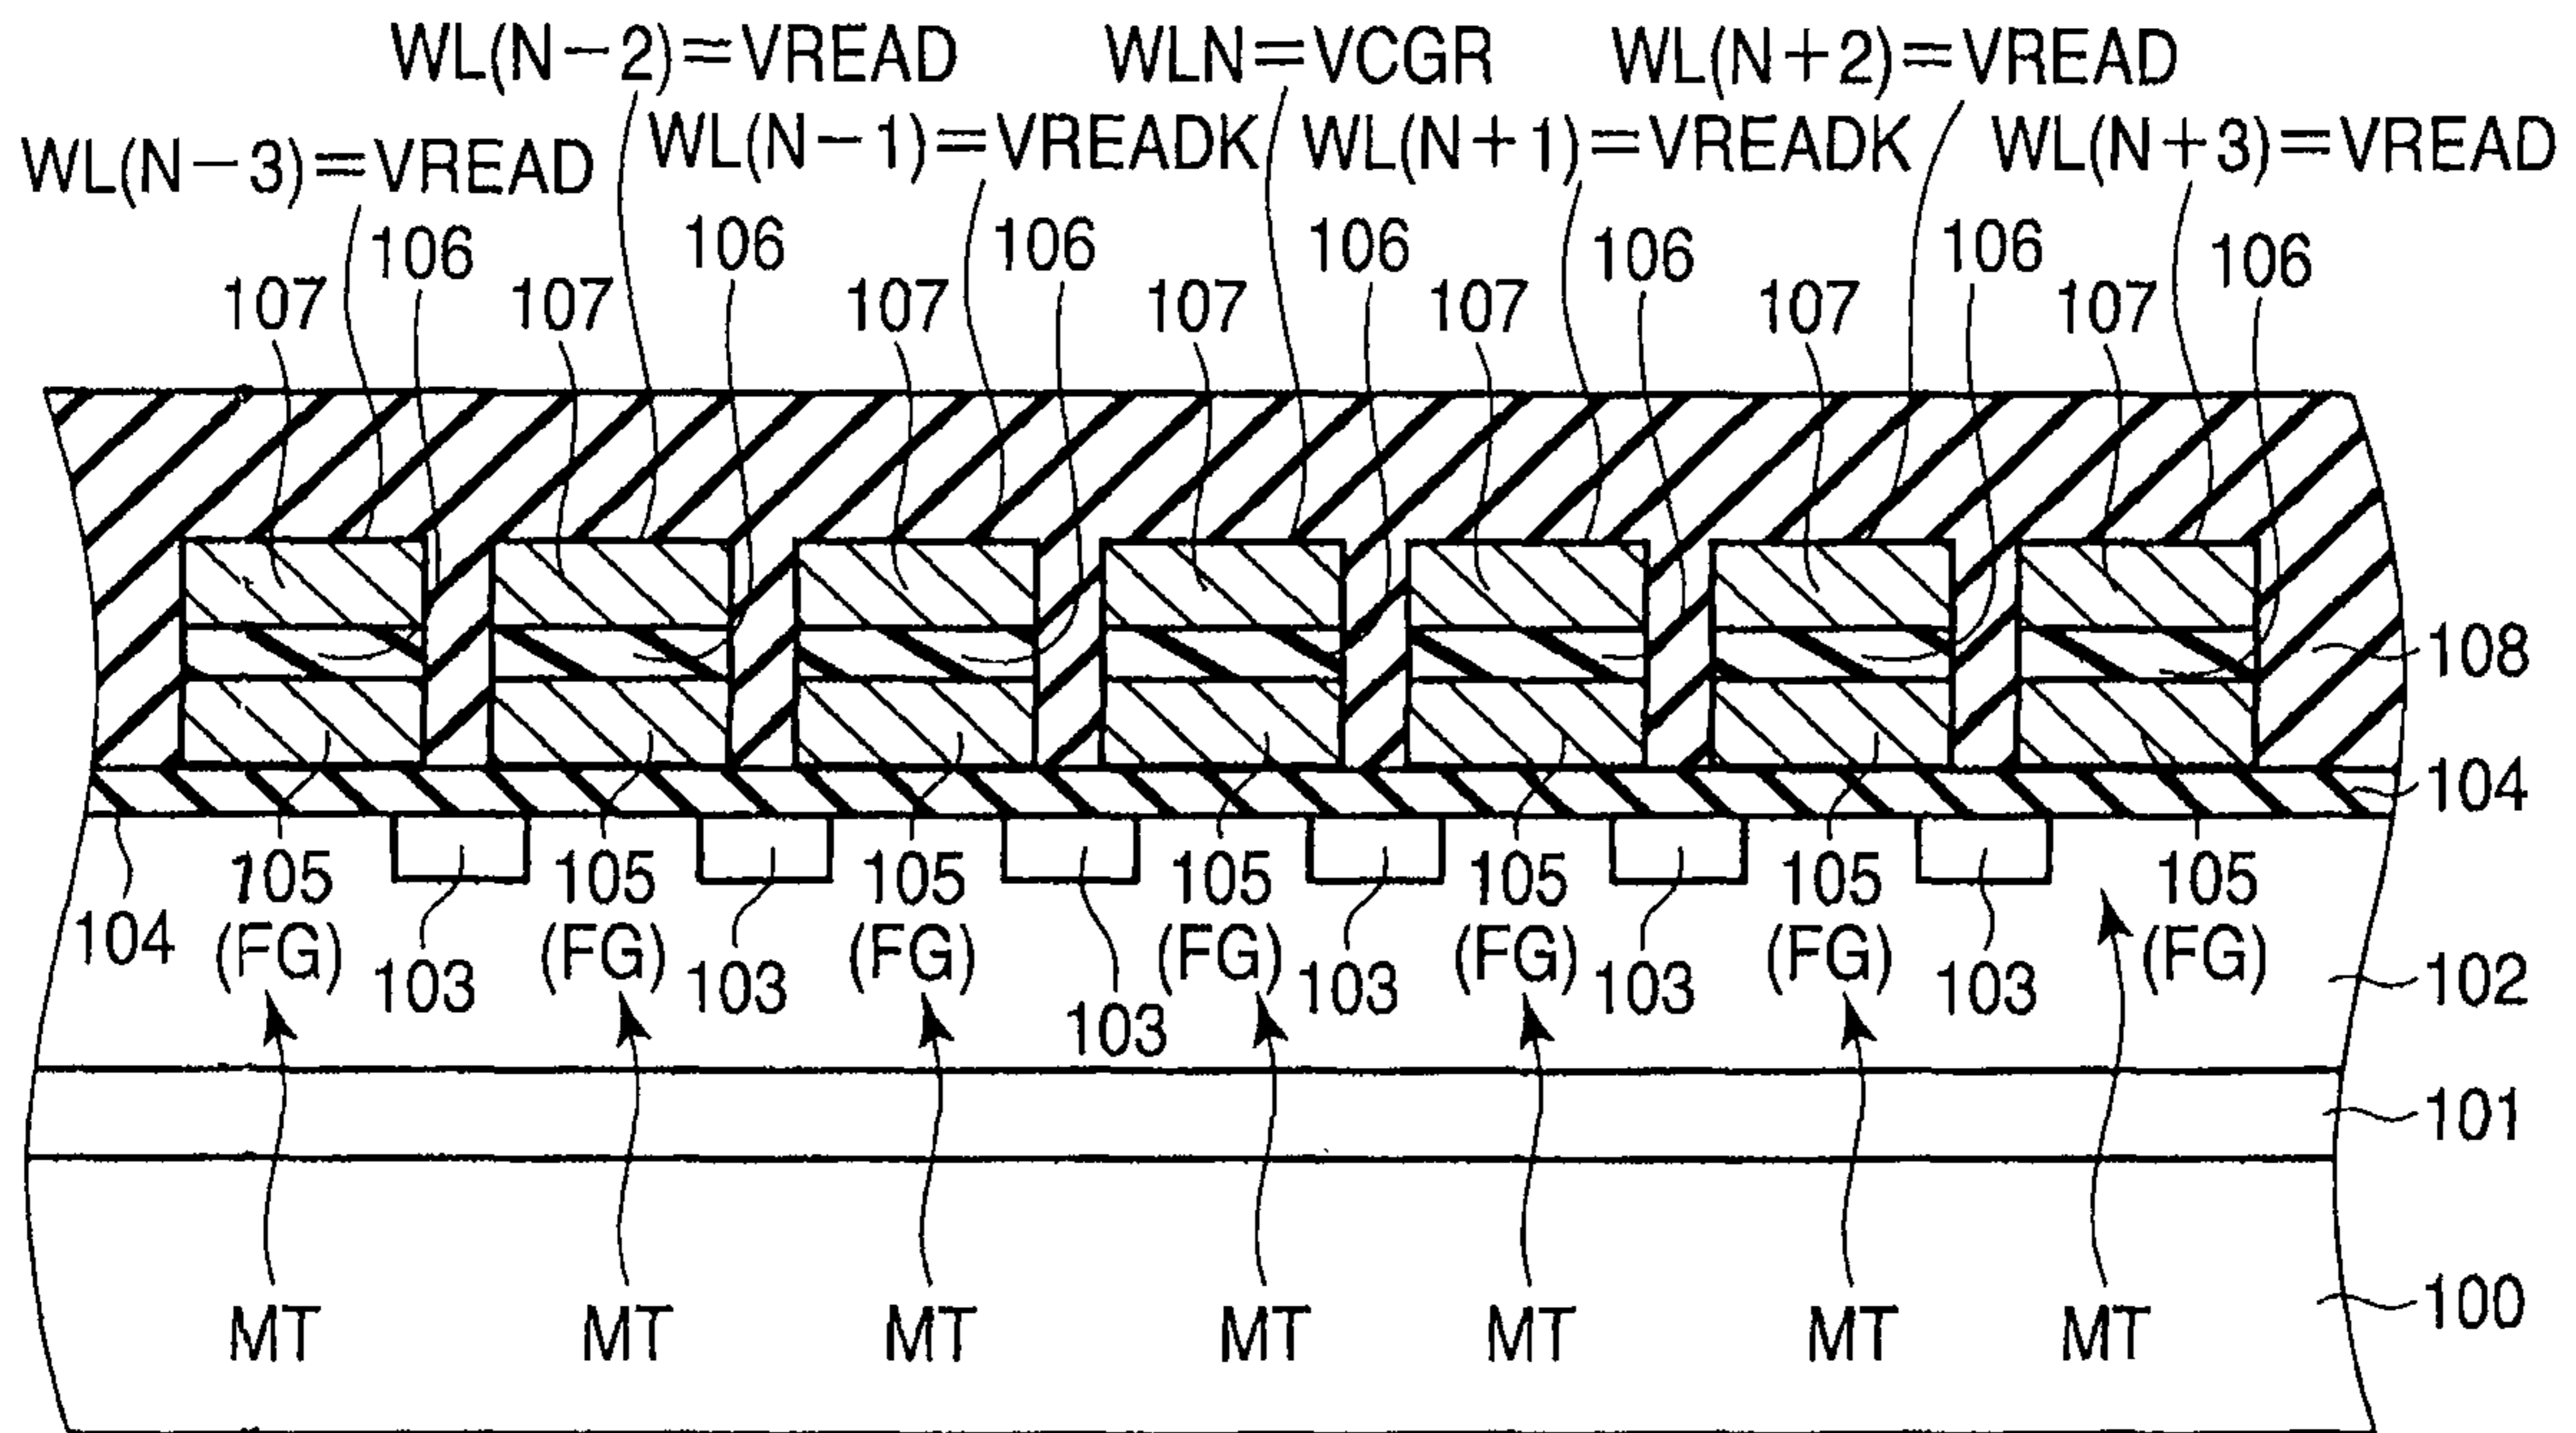 WL(N−2)=VREAD WLN=VCGR WL(N+2)=VREAD
WL(N−3)=VREAD WL(N−1)=VREADK WL(N+1)=VREADK WL(N+3)=VREAD
106 106 106 106 106 106 106
107 107 107 107 107 107 107
108
104
105 105 105 105 105 105 105
104 (FG) 103 (FG) 103 (FG) 103 (FG) 103 (FG) 103 (FG) 103 (FG) 102
101
MT MT MT MT MT MT MT 100